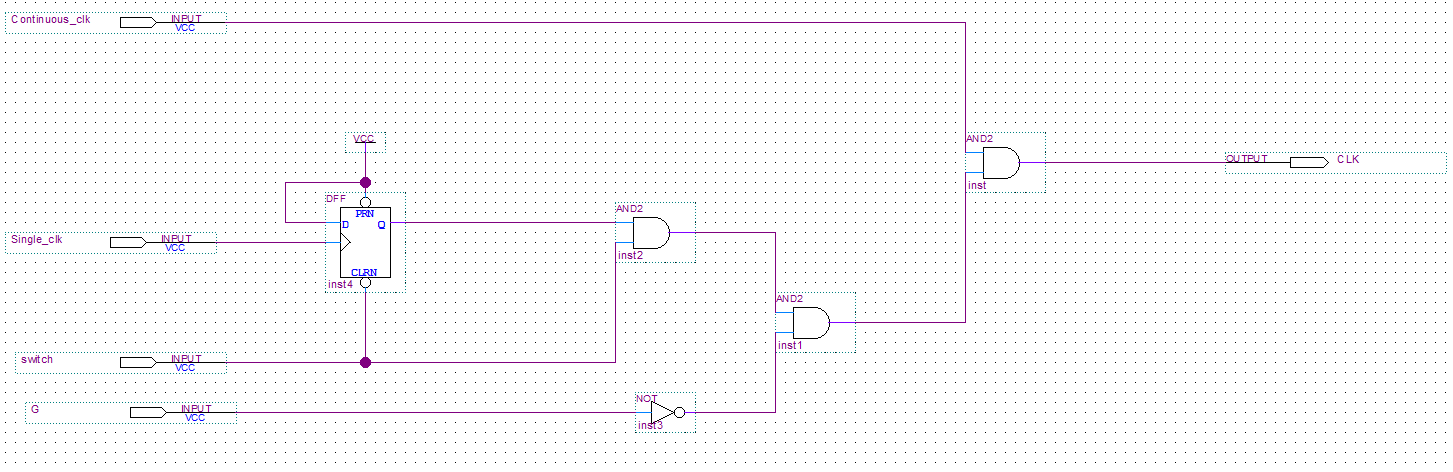 Continuous_clk INPUT
VCC
AND2
VCC
OUTPUT CLK
inst
DFF
PRN
AND2
D Q
Single_clk INPUT
VCC
inst2
CLRN
inst4
AND2
inst1
switch INPUT
VCC
NOT
G INPUT
VCC
inst3